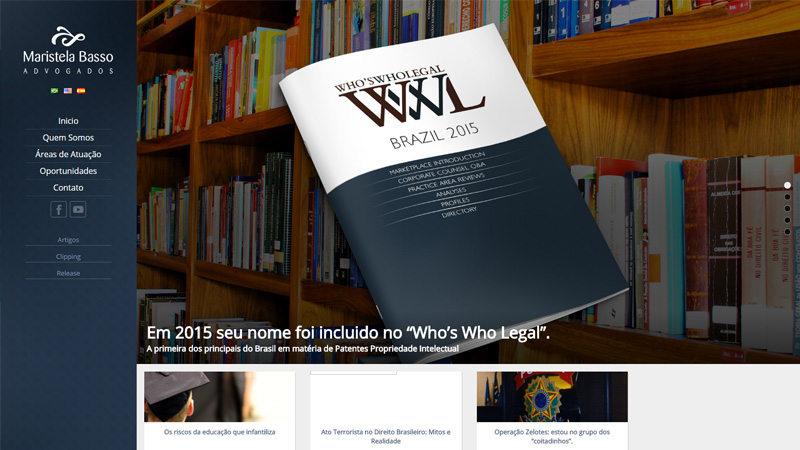 Maristela Basso
ADVOGADOS
Inicio
Quem Somos
Áreas de Atuação
Oportunidades
Contato
Artigos
Clipping
Release
WHO'SWHOLEGAL
WWL
BRAZIL 2015
MARKETPLACE INTRODUCTION
CORPORATE COUNSEL Q&A
PRACTICE AREA REVIEWS
ANALYSES
PROFILES
DIRECTORY
Em 2015 seu nome foi incluido no “Who's Who Legal”.
A primeira dos principais do Brasil em matéria de Patentes Propriedade Intelectual
Os riscos da educação que infantiliza
Ato Terrorista no Direito Brasileiro: Mitos e
Realidade
Operação Zelotes: estou no grupo dos
“coitadinhos”.